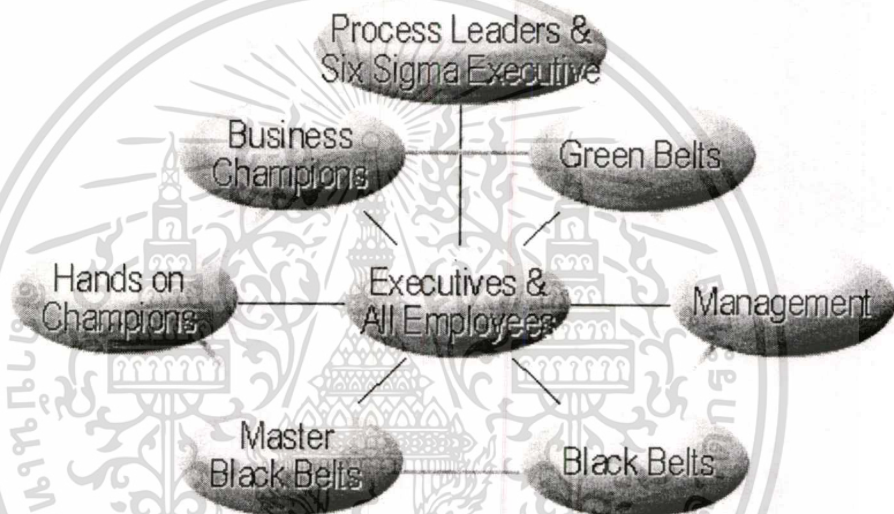 Process Leaders &
Six Sigma Executive
Business
Champions
Green Belts
Hands on
Champions
Executives &
All Employees
Management
Master
Black Belts
Black Belts